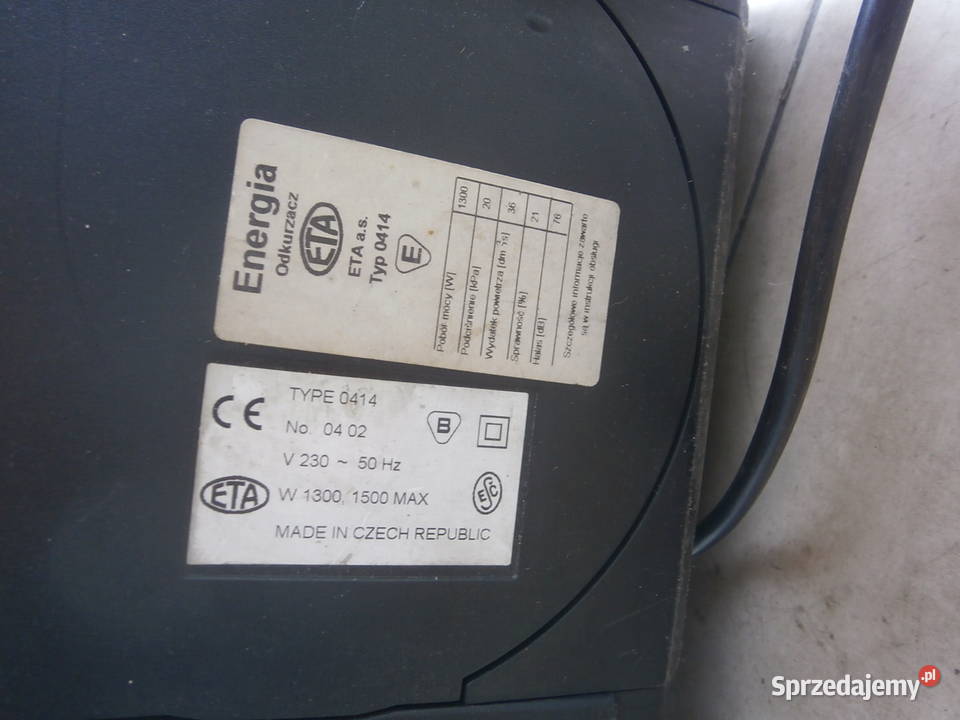 Energia
Odkurzacz
ETA
ETA a.s.
Typ 0414
E
Pobór mocy [W] 1300
Podciśnienie [kPa] 20
Wydatek powietrza [dm³/s] 36
Sprawność [%] 21
Hałas [dB] 76
Szczegółowe informacje zawarte
są w instrukcji obsługi
CE TYPE 0414
No. 04 02 B
V 230 ~ 50 Hz
ETA W 1300, 1500 MAX ESC
MADE IN CZECH REPUBLIC
Sprzedajemy.pl